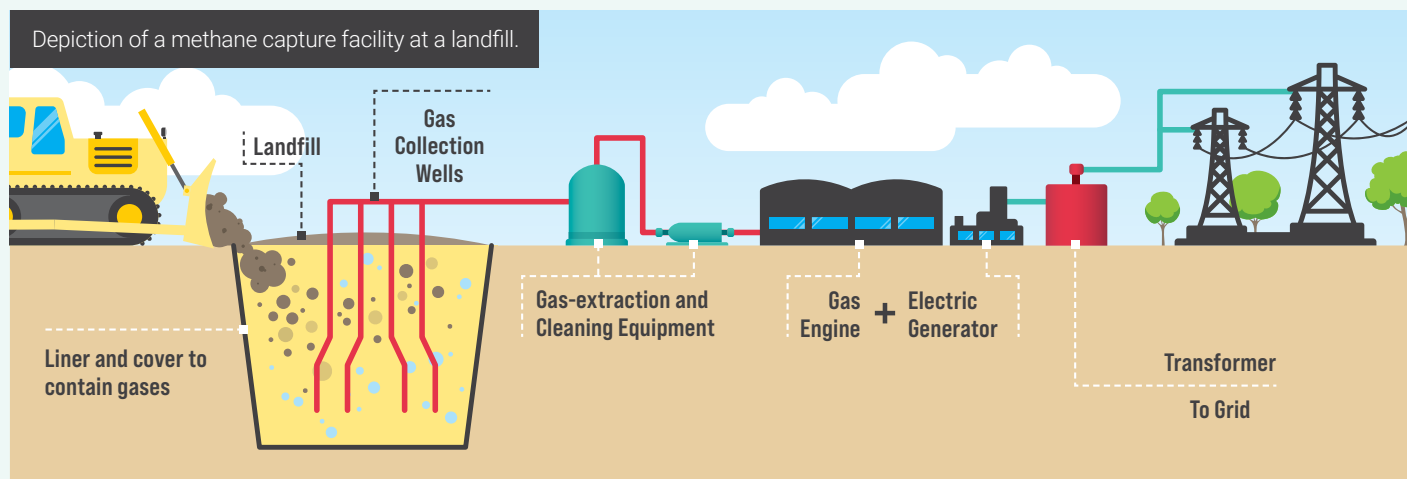 Depiction of a methane capture facility at a landfill.
Landfill
Gas
Collection
Wells
Liner and cover to
contain gases
Gas-extraction and
Cleaning Equipment
Gas
Engine
+
Electric
Generator
Transformer
To Grid